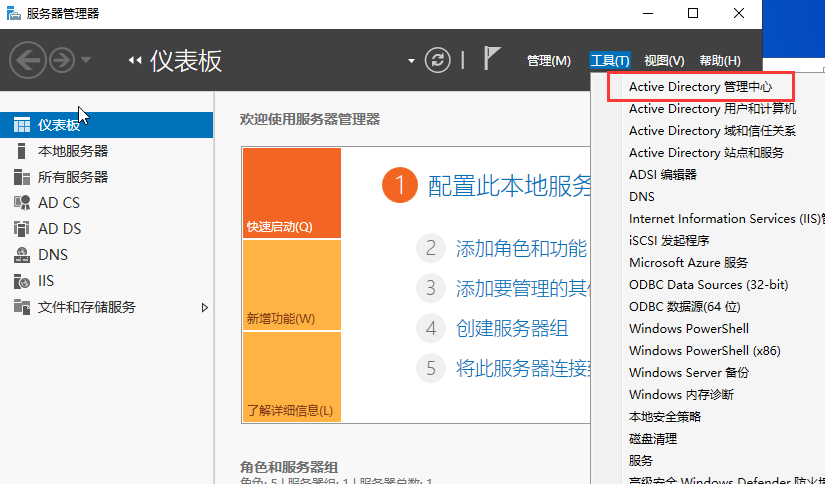 服务器管理器
仪表板
管理(M) 工具(T) 视图(V) 帮助(H)
仪表板
本地服务器
所有服务器
AD CS
AD DS
DNS
IIS
文件和存储服务
欢迎使用服务器管理器
快速启动(Q)
新增功能(W)
了解详细信息(L)
1 配置此本地服务
2 添加角色和功能
3 添加要管理的其
4 创建服务器组
5 将此服务器连接
角色和服务器组
角色: 5 | 服务器组: 1 | 服务器总数: 1
Active Directory 管理中心
Active Directory 用户和计算机
Active Directory 域和信任关系
Active Directory 站点和服务
ADSI 编辑器
DNS
Internet Information Services (IIS)
iSCSI 发起程序
Microsoft Azure 服务
ODBC Data Sources (32-bit)
ODBC 数据源(64 位)
Windows PowerShell
Windows PowerShell (x86)
Windows Server 备份
Windows 内存诊断
本地安全策略
磁盘清理
服务
高级安全 Windows Defender 防火